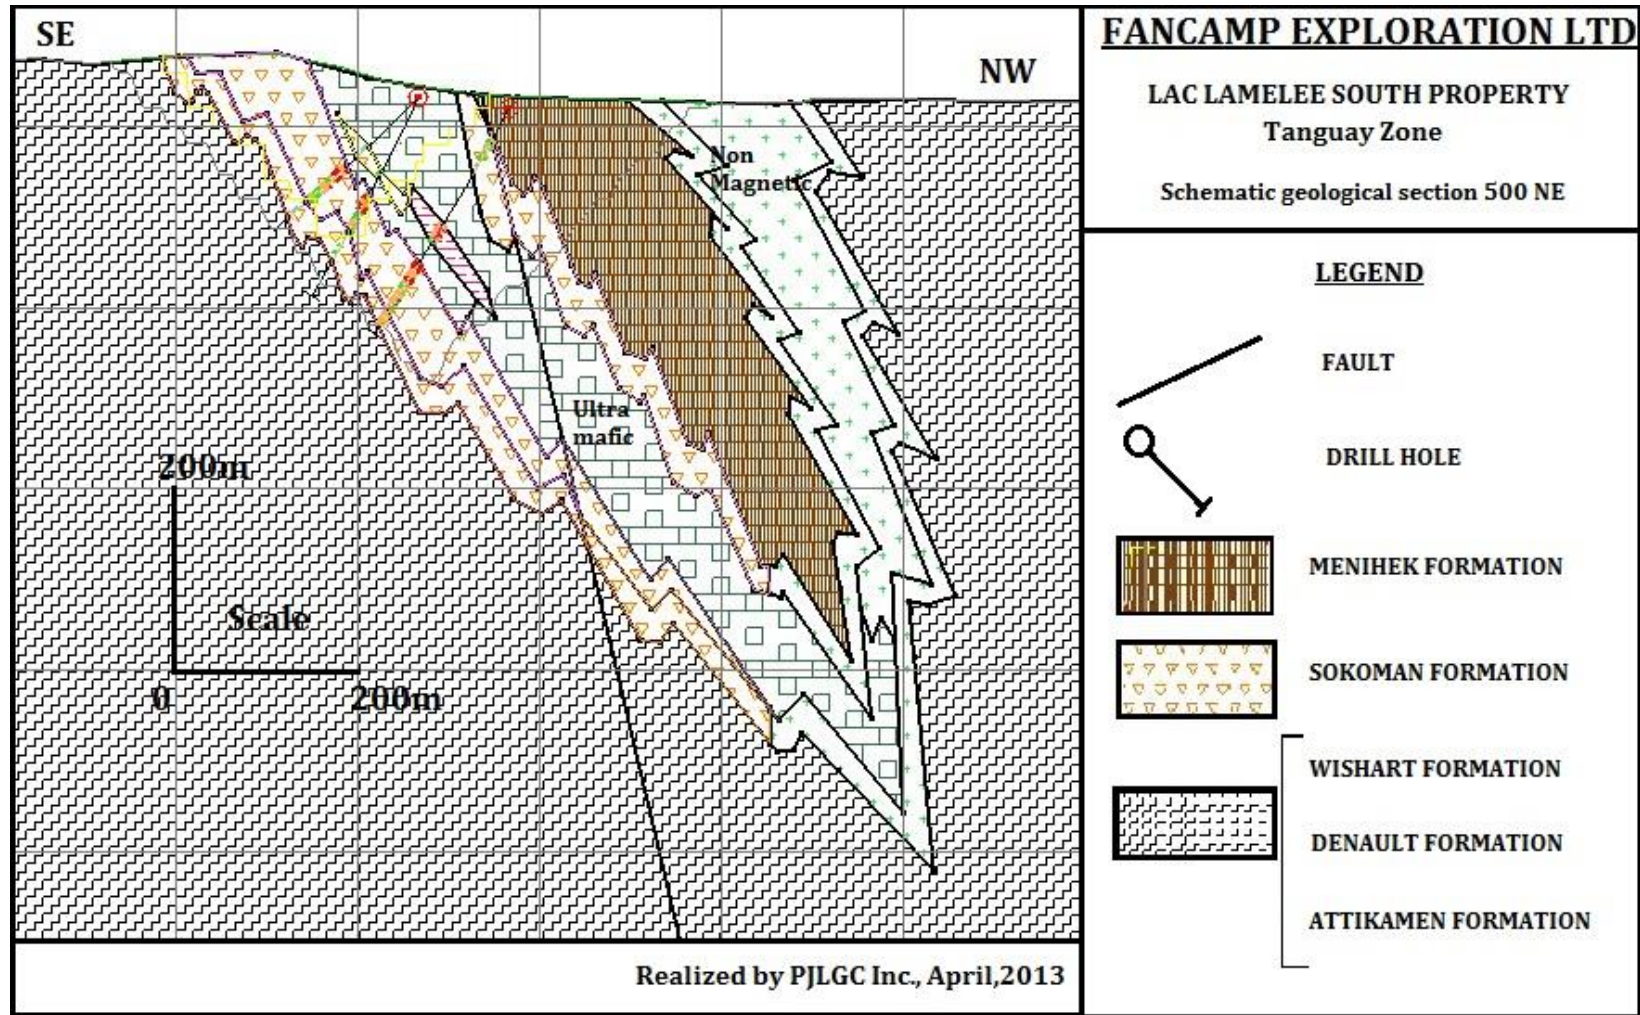 SE
NW
Non
Magnetic
Ultra
mafic
200m
Scale
0
200m
Realized by PJLGC Inc., April,2013
FANCAMP EXPLORATION LTD
LAC LAMELEE SOUTH PROPERTY
Tanguay Zone
Schematic geological section 500 NE
LEGEND
FAULT
DRILL HOLE
MENIHEK FORMATION
SOKOMAN FORMATION
WISHART FORMATION
DENAULT FORMATION
ATTIKAMEN FORMATION